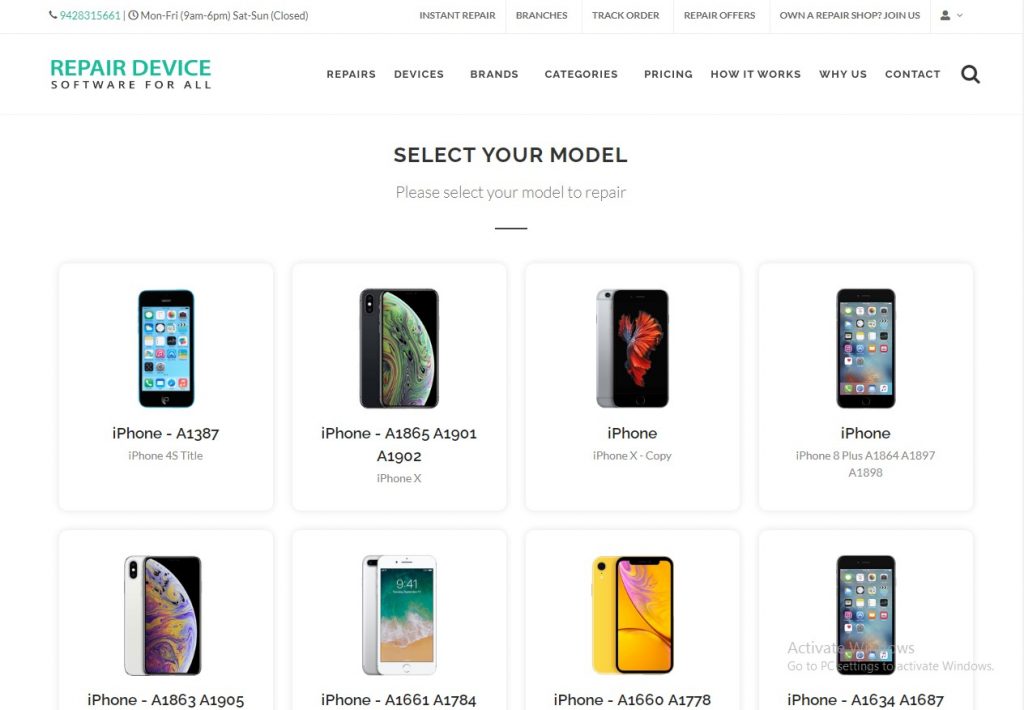 9428315661 | Mon-Fri (9am-6pm) Sat-Sun (Closed)
INSTANT REPAIR
BRANCHES
TRACK ORDER
REPAIR OFFERS
OWN A REPAIR SHOP? JOIN US
REPAIR DEVICE
SOFTWARE FOR ALL
REPAIRS
DEVICES
BRANDS
CATEGORIES
PRICING
HOW IT WORKS
WHY US
CONTACT
SELECT YOUR MODEL
Please select your model to repair
iPhone - A1387
iPhone 4S Title
iPhone - A1865 A1901
A1902
iPhone X
iPhone
iPhone X - Copy
iPhone
iPhone 8 Plus A1864 A1897
A1898
9:41
iPhone - A1863 A1905
iPhone - A1661 A1784
iPhone - A1660 A1778
iPhone - A1634 A1687
Activate Windows
Go to PC settings to activate Windows.